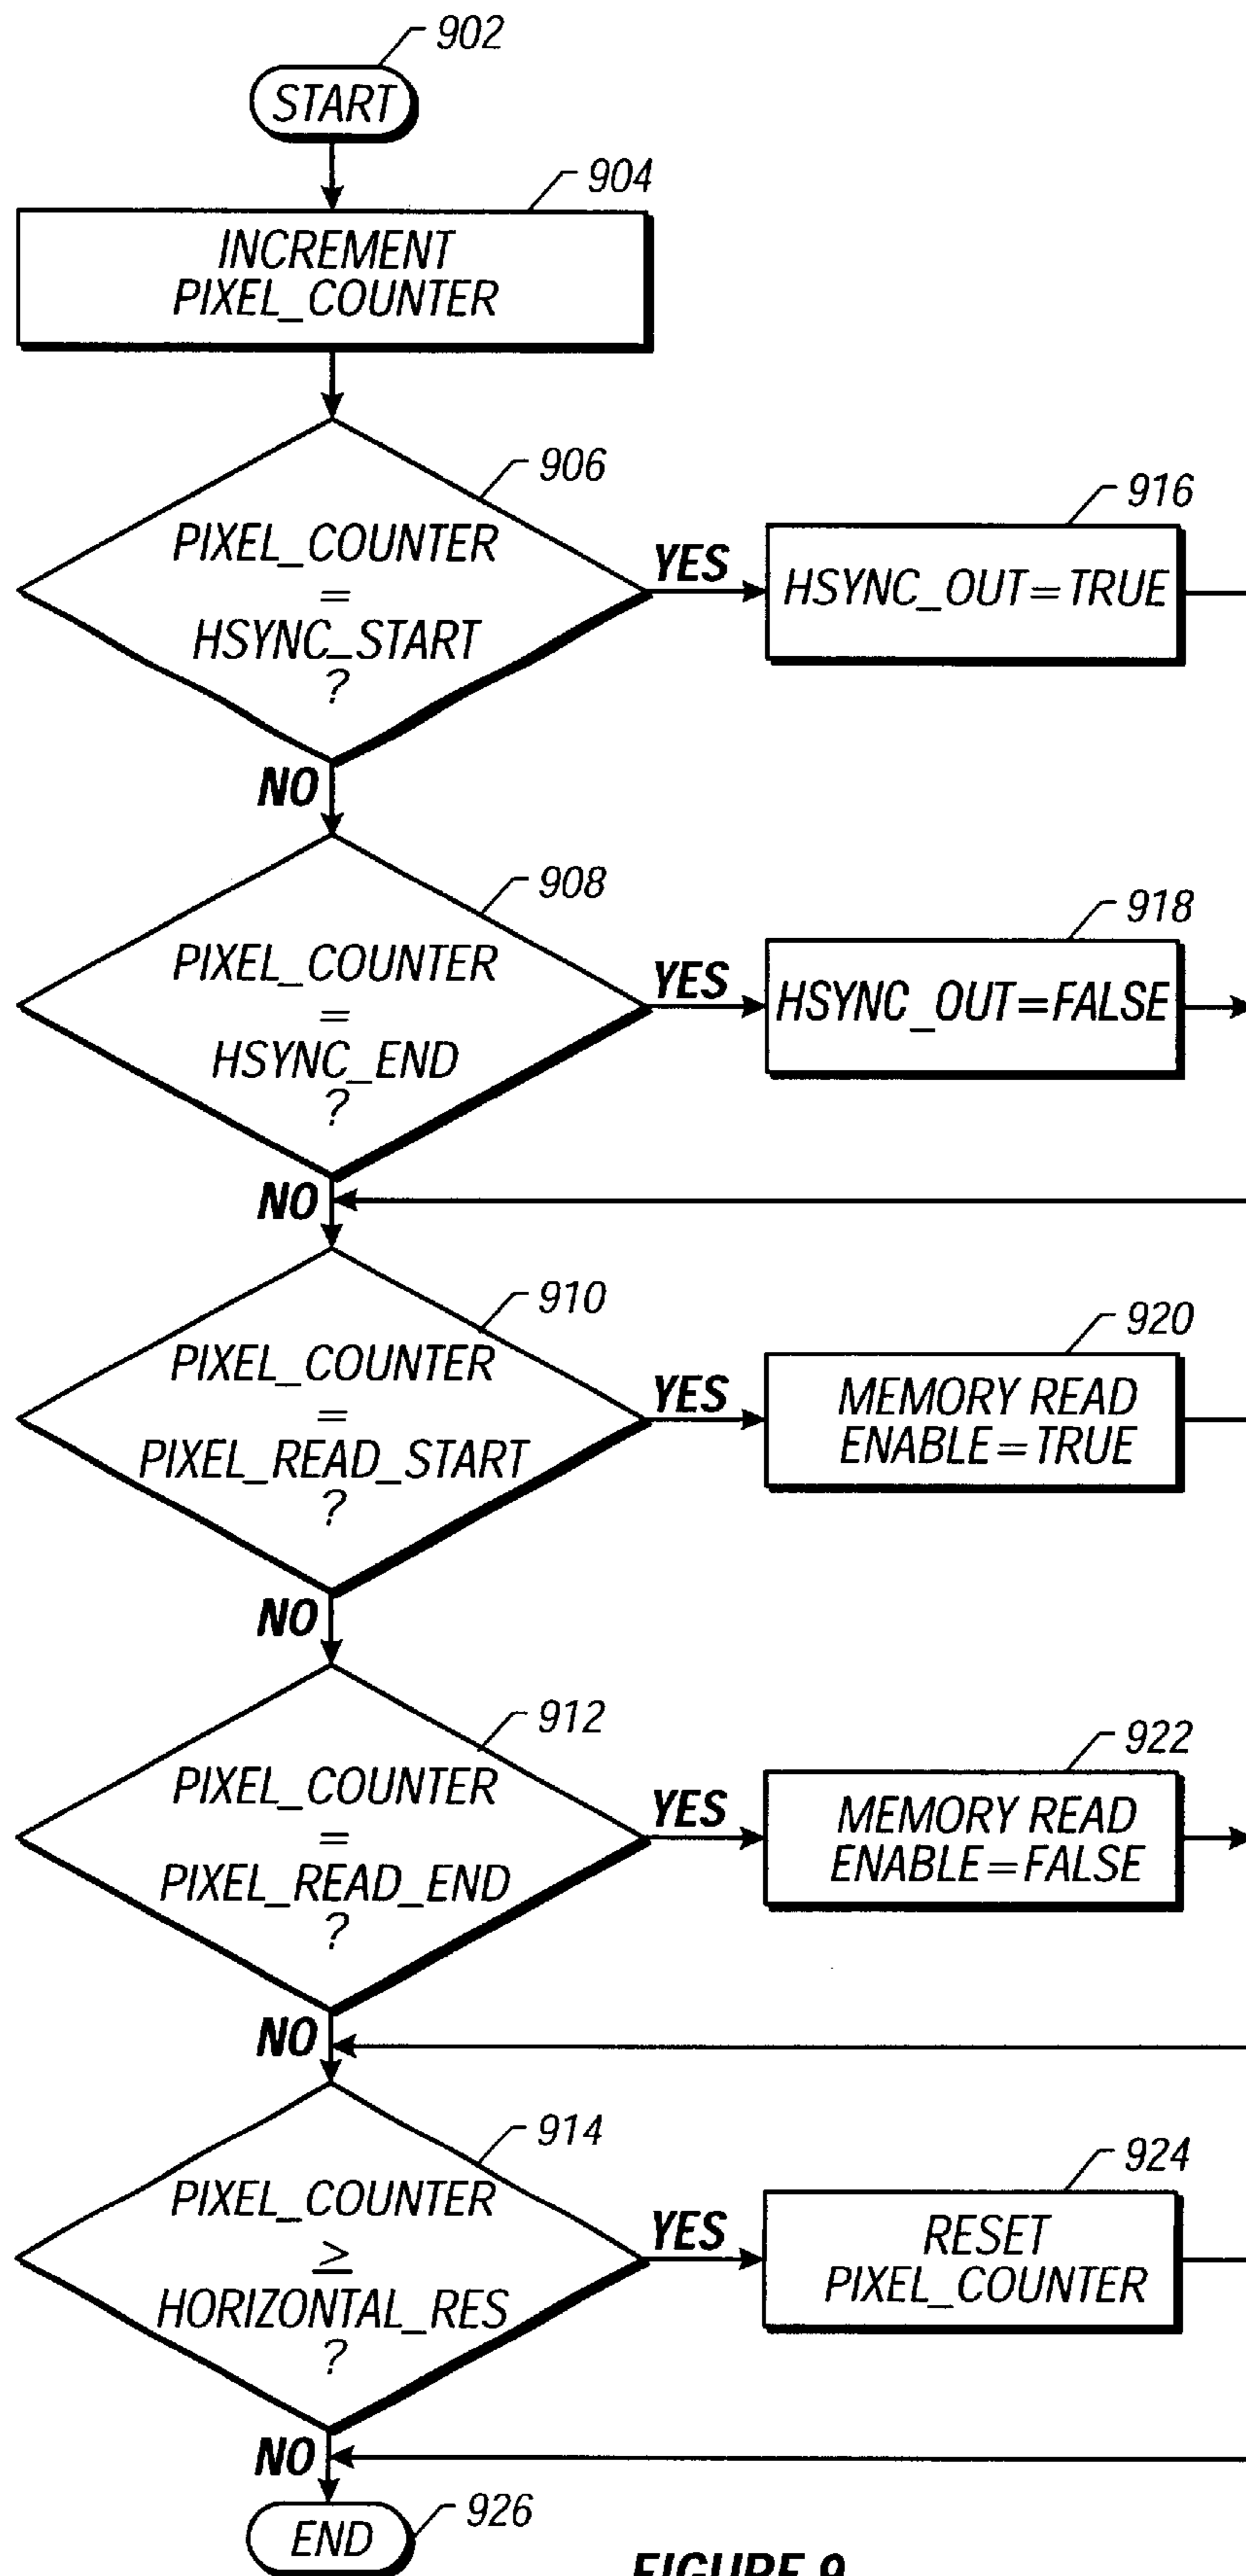 902
START
904
INCREMENT
PIXEL_COUNTER
906
PIXEL_COUNTER
=
HSYNC_START
?
YES
916
HSYNC_OUT=TRUE
NO
908
PIXEL_COUNTER
=
HSYNC_END
?
YES
918
HSYNC_OUT=FALSE
NO
910
PIXEL_COUNTER
=
PIXEL_READ_START
?
YES
920
MEMORY READ
ENABLE=TRUE
NO
912
PIXEL_COUNTER
=
PIXEL_READ_END
?
YES
922
MEMORY READ
ENABLE=FALSE
NO
914
PIXEL_COUNTER
≥
HORIZONTAL_RES
?
YES
924
RESET
PIXEL_COUNTER
NO
926
END
FIGURE 9